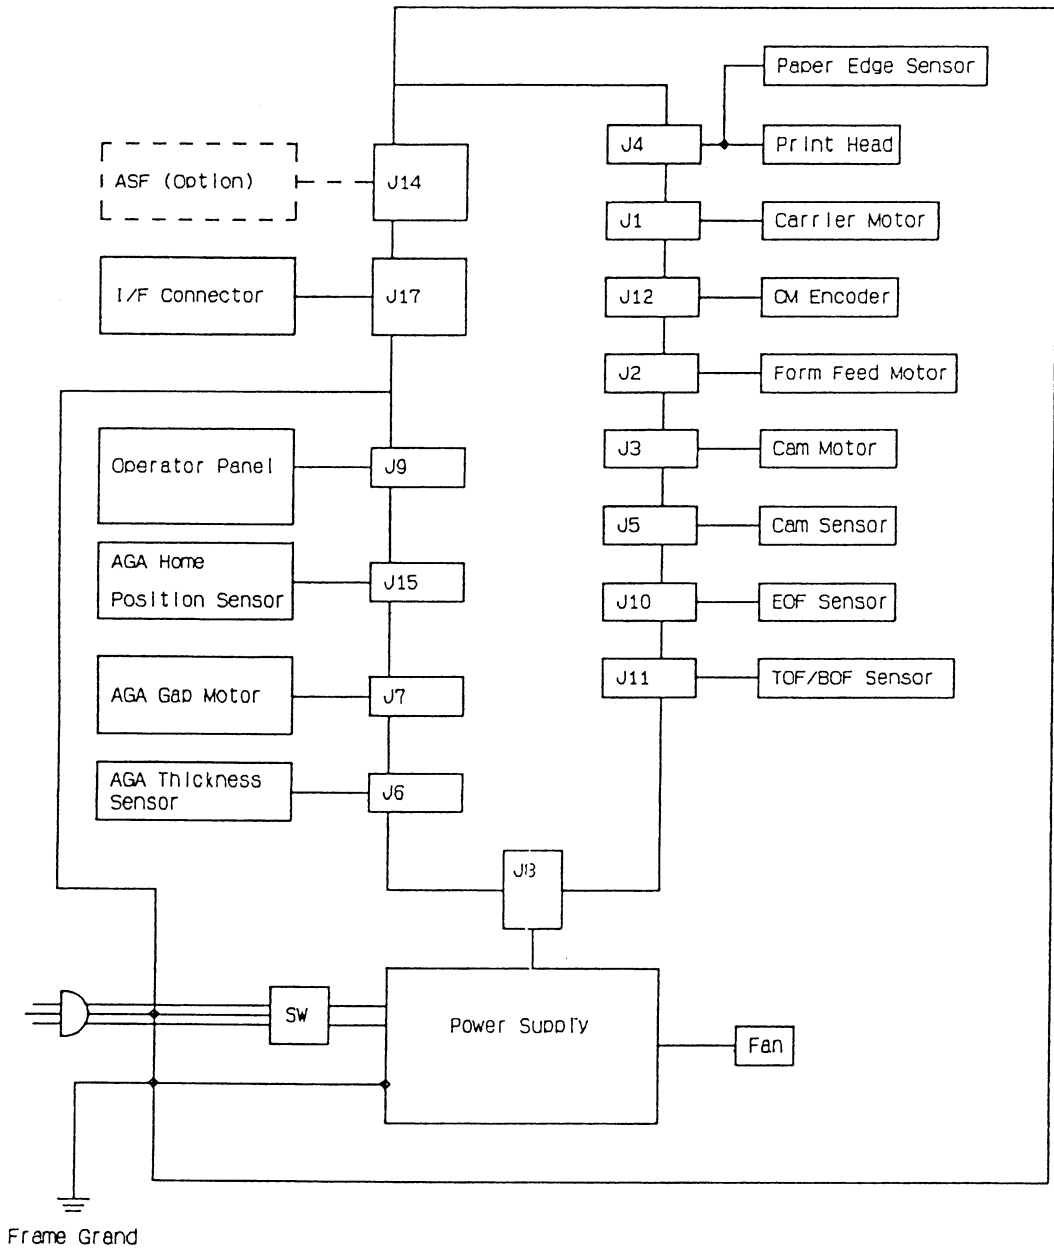 Paper Edge Sensor
J4
Print Head
ASF (Option)
J14
J1
Carrier Motor
I/F Connector
J17
J12
CM Encoder
J2
Form Feed Motor
Operator Panel
J9
J3
Cam Motor
J5
Cam Sensor
AGA Home
Position Sensor
J15
J10
EOF Sensor
AGA Gap Motor
J7
J11
TOF/BOF Sensor
AGA Thickness
Sensor
J6
SW
Power Supply
Fan
Frame Grand